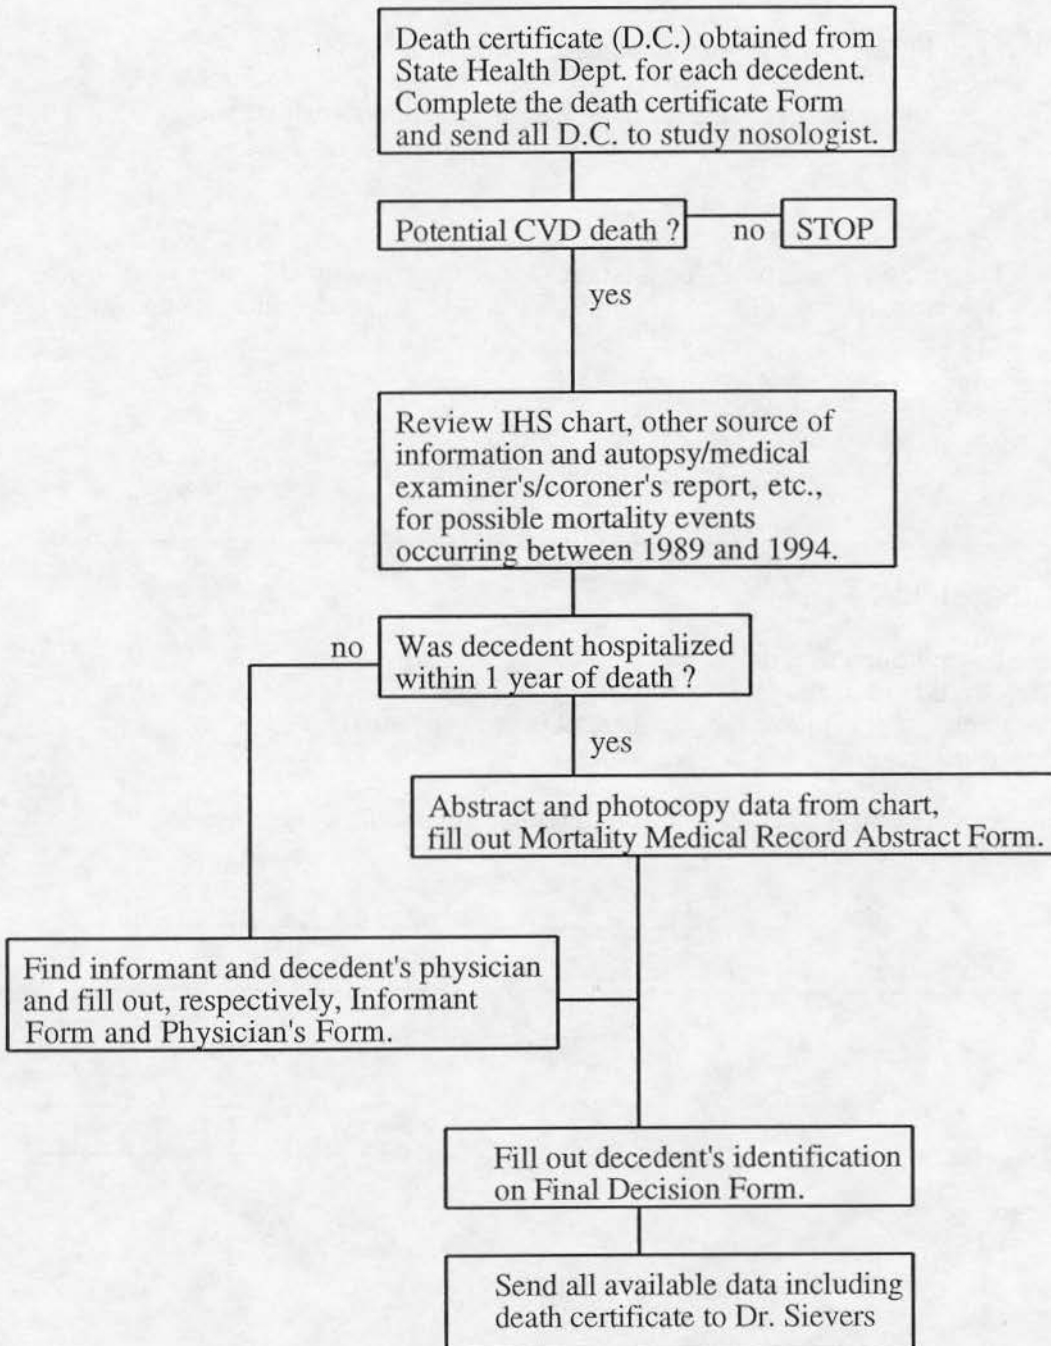 Death certificate (D.C.) obtained from
State Health Dept. for each decedent.
Complete the death certificate Form
and send all D.C. to study nosologist.
Potential CVD death ?
no
STOP
yes
Review IHS chart, other source of
information and autopsy/medical
examiner's/coroner's report, etc.,
for possible mortality events
occurring between 1989 and 1994.
no
Was decedent hospitalized
within 1 year of death ?
yes
Abstract and photocopy data from chart,
fill out Mortality Medical Record Abstract Form.
Find informant and decedent's physician
and fill out, respectively, Informant
Form and Physician's Form.
Fill out decedent's identification
on Final Decision Form.
Send all available data including
death certificate to Dr. Sievers